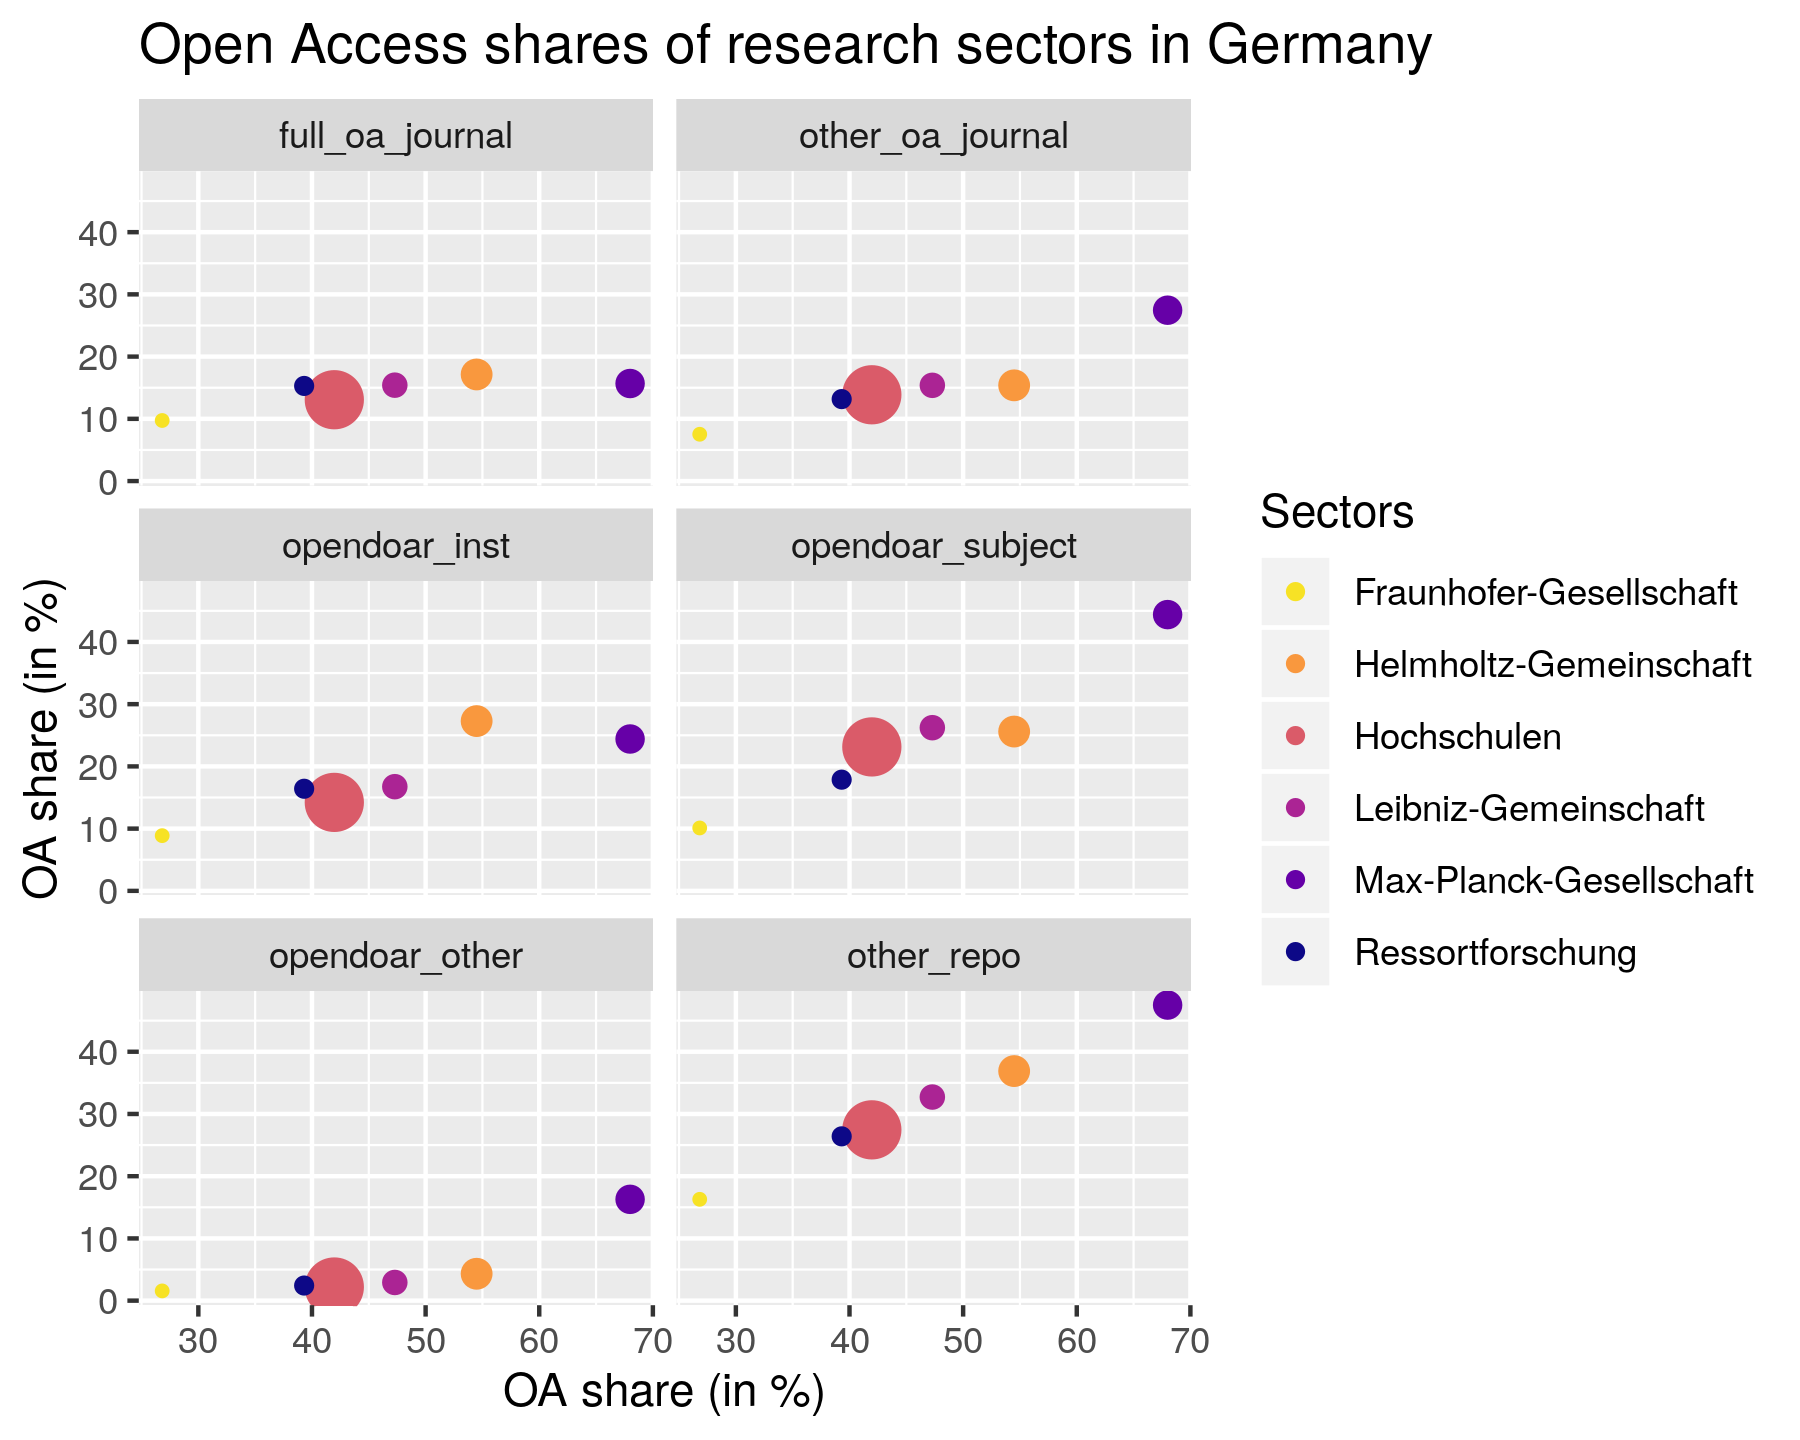 Open Access shares of research sectors in Germany
full_oa_journal
other_oa_journal
40
30
20
10
0
opendoar_inst
opendoar_subject
40
30
20
10
0
opendoar_other
other_repo
40
30
20
10
0
30 40 50 60 70
30 40 50 60 70
OA share (in %)
OA share (in %)
Sectors
Fraunhofer-Gesellschaft
Helmholtz-Gemeinschaft
Hochschulen
Leibniz-Gemeinschaft
Max-Planck-Gesellschaft
Ressortforschung